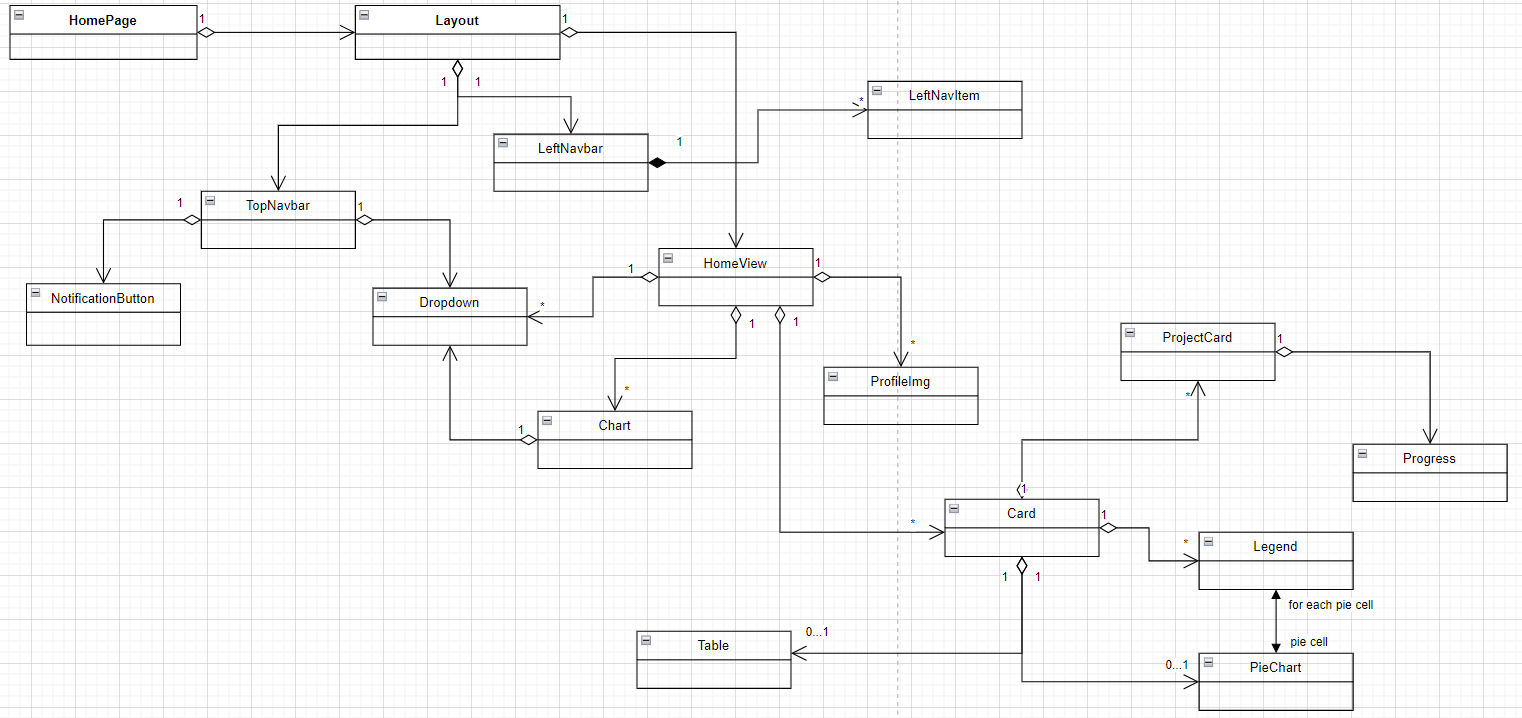 HomePage
1
Layout
1
1
1
LeftNavItem
*
LeftNavbar
1
TopNavbar
1
1
HomeView
1
1
1
1
NotificationButton
Dropdown
*
ProjectCard
1
*
ProfileImg
*
Chart
*
1
Progress
*
1
Card
1
1
1
*
Legend
*
for each pie cell
pie cell
Table
0...1
PieChart
0...1